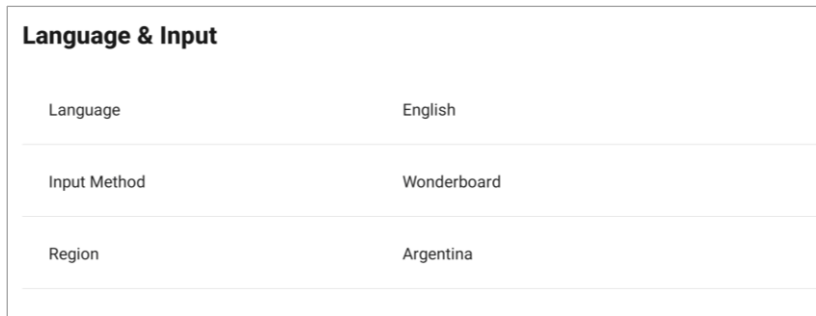 Language & Input
Language English
Input Method Wonderboard
Region Argentina